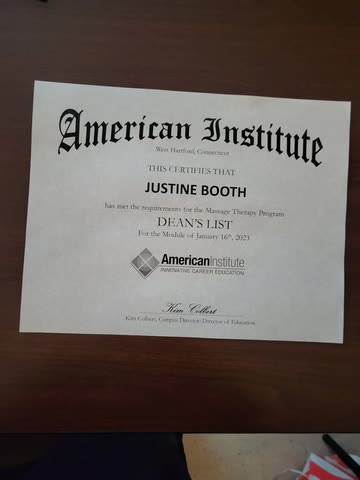 American Institute
West Hartford, Connecticut
THIS CERTIFIES THAT
JUSTINE BOOTH
has met the requirements for the Massage Therapy Program
DEAN'S LIST
For the Module of January 16th, 2023
AmericanInstitute
INNOVATIVE CAREER EDUCATION
Kim Colbert
Kim Colbert, Campus Director/Director of Education